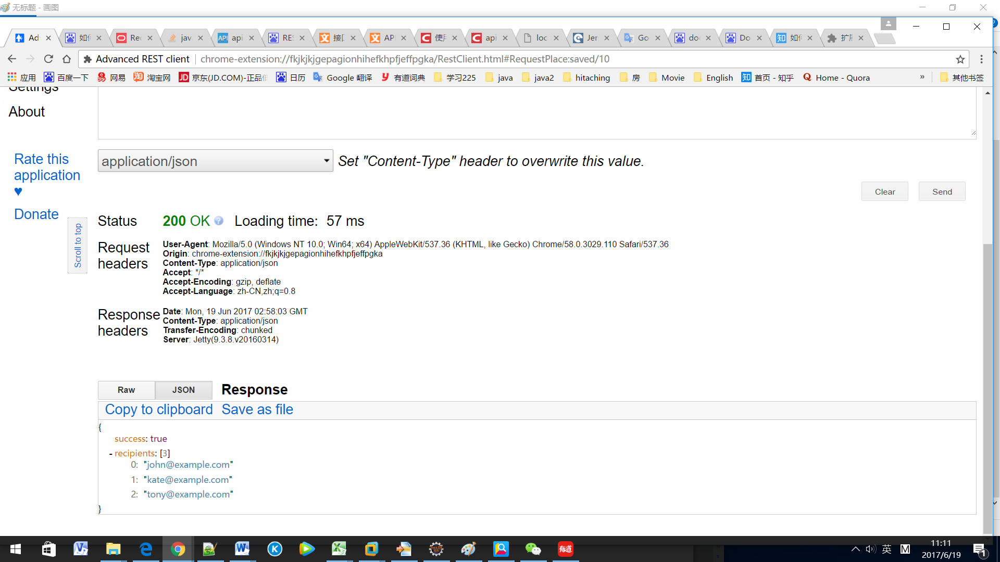 无标题 - 画图
Ad
如
Rec
jav
api
RES
接
API
使
api
loc
Jer
Go
do
Do
如
扩
Advanced REST client
chrome-extension://fkjkjkjgepagionhihefkhpfjeffpgka/RestClient.html#RequestPlace:saved/10
应用 百度一下 网易 淘宝网 京东(JD.COM)-正品 日历 Google 翻译 有道词典 学习225 java java2 hitaching 房 Movie English 首页 - 知乎 Home - Quora » 其他书签
Settings
About
Rate this
application
♥
Donate
Scroll to top
application/json
Set "Content-Type" header to overwrite this value.
Clear Send
Status 200 OK Loading time: 57 ms
Request headers
User-Agent: Mozilla/5.0 (Windows NT 10.0; Win64; x64) AppleWebKit/537.36 (KHTML, like Gecko) Chrome/58.0.3029.110 Safari/537.36
Origin: chrome-extension://fkjkjkjgepagionhihefkhpfjeffpgka
Content-Type: application/json
Accept: */*
Accept-Encoding: gzip, deflate
Accept-Language: zh-CN,zh;q=0.8
Response headers
Date: Mon, 19 Jun 2017 02:58:03 GMT
Content-Type: application/json
Transfer-Encoding: chunked
Server: Jetty(9.3.8.v20160314)
Raw JSON Response
Copy to clipboard Save as file
{
success: true
- recipients: [3]
0: "john@example.com"
1: "kate@example.com"
2: "tony@example.com"
}
英 M
11:11
2017/6/19
1
有道